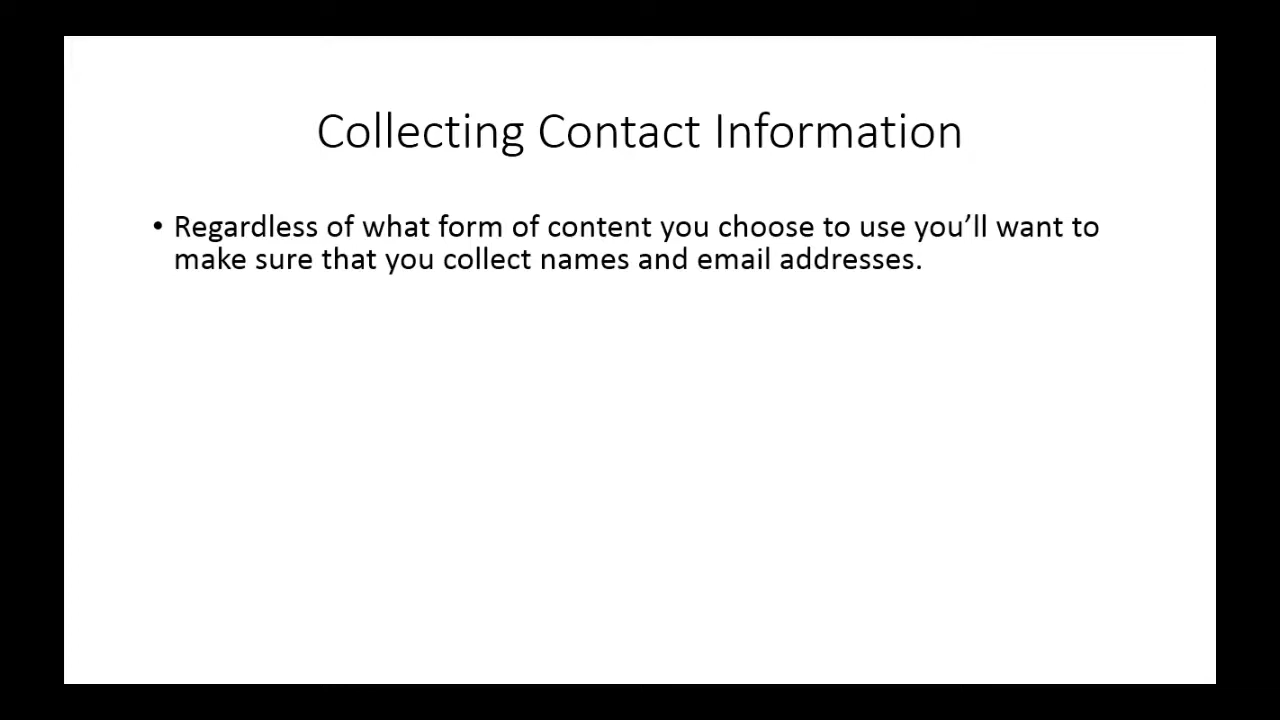 Collecting Contact Information
• Regardless of what form of content you choose to use you’ll want to
make sure that you collect names and email addresses.